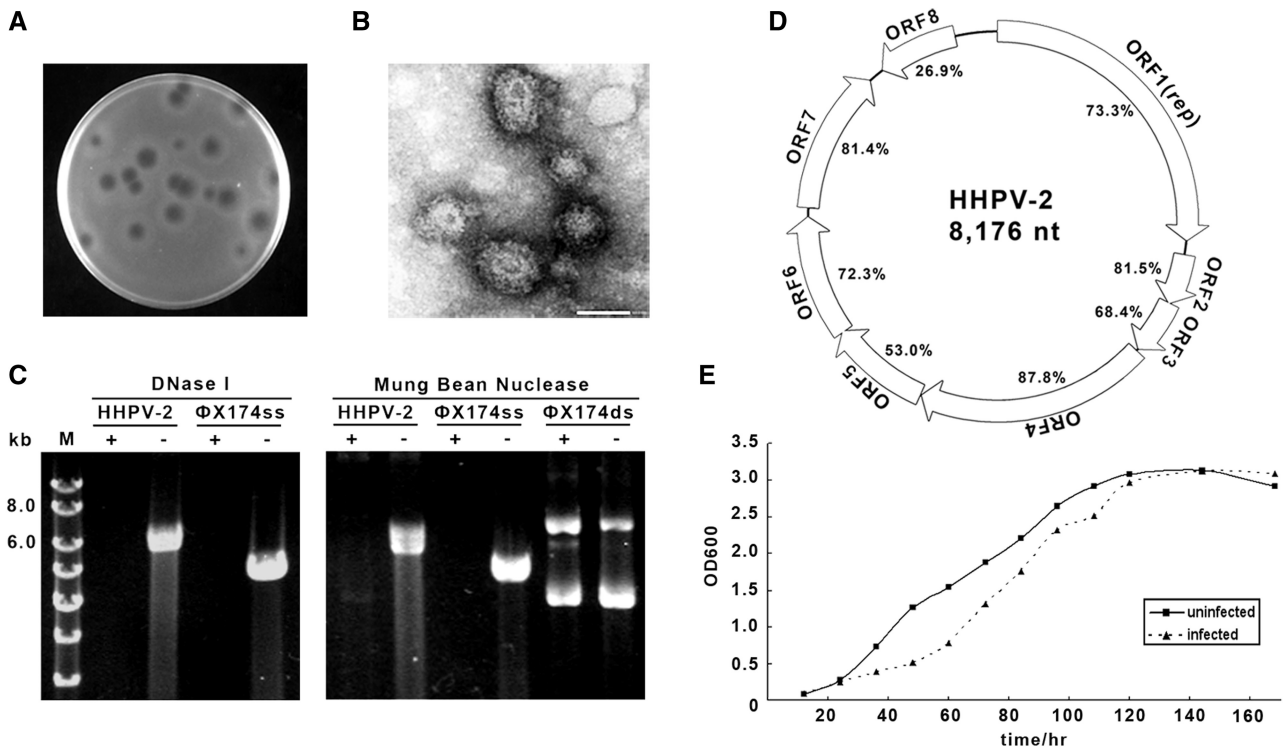 A
B
C
DNase I
HHPV-2 ΦX174ss
kb M + - + -
8.0
6.0
Mung Bean Nuclease
HHPV-2 ΦX174ss ΦX174ds
+ - + - + -
D
ORF8
ORF1(rep)
26.9%
73.3%
ORF7
81.4%
HHPV-2
8,176 nt
ORF6
72.3%
81.5%
ORF2
68.4%
ORF3
53.0%
ORF5
87.8%
ORF4
E
OD600
3.5
3.0
2.5
2.0
1.5
1.0
0.5
0
20 40 60 80 100 120 140 160
time/hr
uninfected
infected